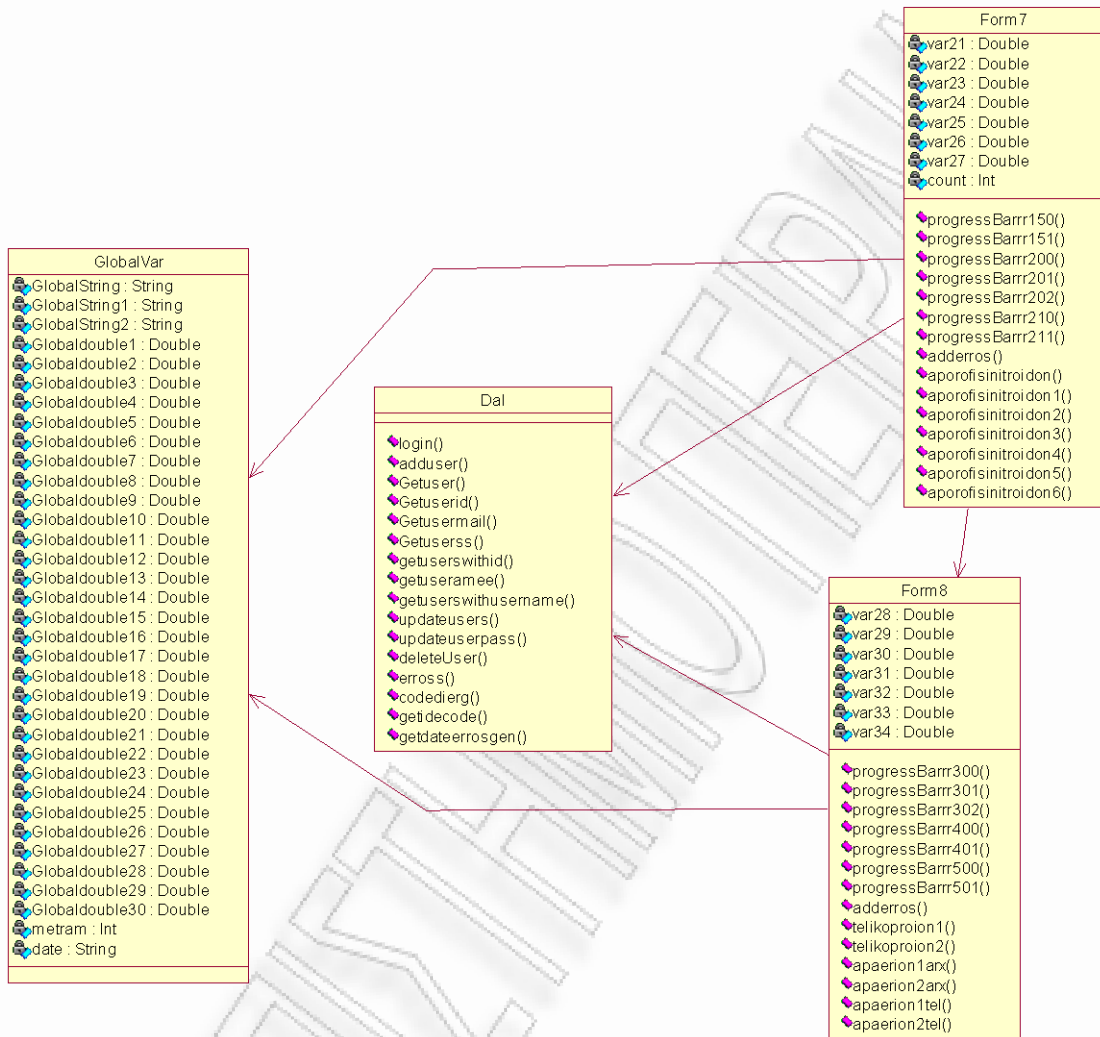 Form7
var21 : Double
var22 : Double
var23 : Double
var24 : Double
var25 : Double
var26 : Double
var27 : Double
count : Int
progressBarrr150()
progressBarrr151()
progressBarrr200()
progressBarrr201()
progressBarrr202()
progressBarrr210()
progressBarrr211()
adderros()
aporofisinitroidon()
aporofisinitroidon1()
aporofisinitroidon2()
aporofisinitroidon3()
aporofisinitroidon4()
aporofisinitroidon5()
aporofisinitroidon6()
GlobalVar
GlobalString : String
GlobalString1 : String
GlobalString2 : String
Globaldouble1 : Double
Globaldouble2 : Double
Globaldouble3 : Double
Globaldouble4 : Double
Globaldouble5 : Double
Globaldouble6 : Double
Globaldouble7 : Double
Globaldouble8 : Double
Globaldouble9 : Double
Globaldouble10 : Double
Globaldouble11 : Double
Globaldouble12 : Double
Globaldouble13 : Double
Globaldouble14 : Double
Globaldouble15 : Double
Globaldouble16 : Double
Globaldouble17 : Double
Globaldouble18 : Double
Globaldouble19 : Double
Globaldouble20 : Double
Globaldouble21 : Double
Globaldouble22 : Double
Globaldouble23 : Double
Globaldouble24 : Double
Globaldouble25 : Double
Globaldouble26 : Double
Globaldouble27 : Double
Globaldouble28 : Double
Globaldouble29 : Double
Globaldouble30 : Double
metram : Int
date : String
Dal
login()
adduser()
Getuser()
Getuserid()
Getusermail()
Getuserss()
getuserswithid()
getuseramee()
getuserswithusername()
updateusers()
updateuserpass()
deleteUser()
erross()
codedierg()
getidecode()
getdateerrosgen()
Form8
var28 : Double
var29 : Double
var30 : Double
var31 : Double
var32 : Double
var33 : Double
var34 : Double
progressBarrr300()
progressBarrr301()
progressBarrr302()
progressBarrr400()
progressBarrr401()
progressBarrr500()
progressBarrr501()
adderros()
telikoproion1()
telikoproion2()
apaerion1arx()
apaerion2arx()
apaerion1tel()
apaerion2tel()